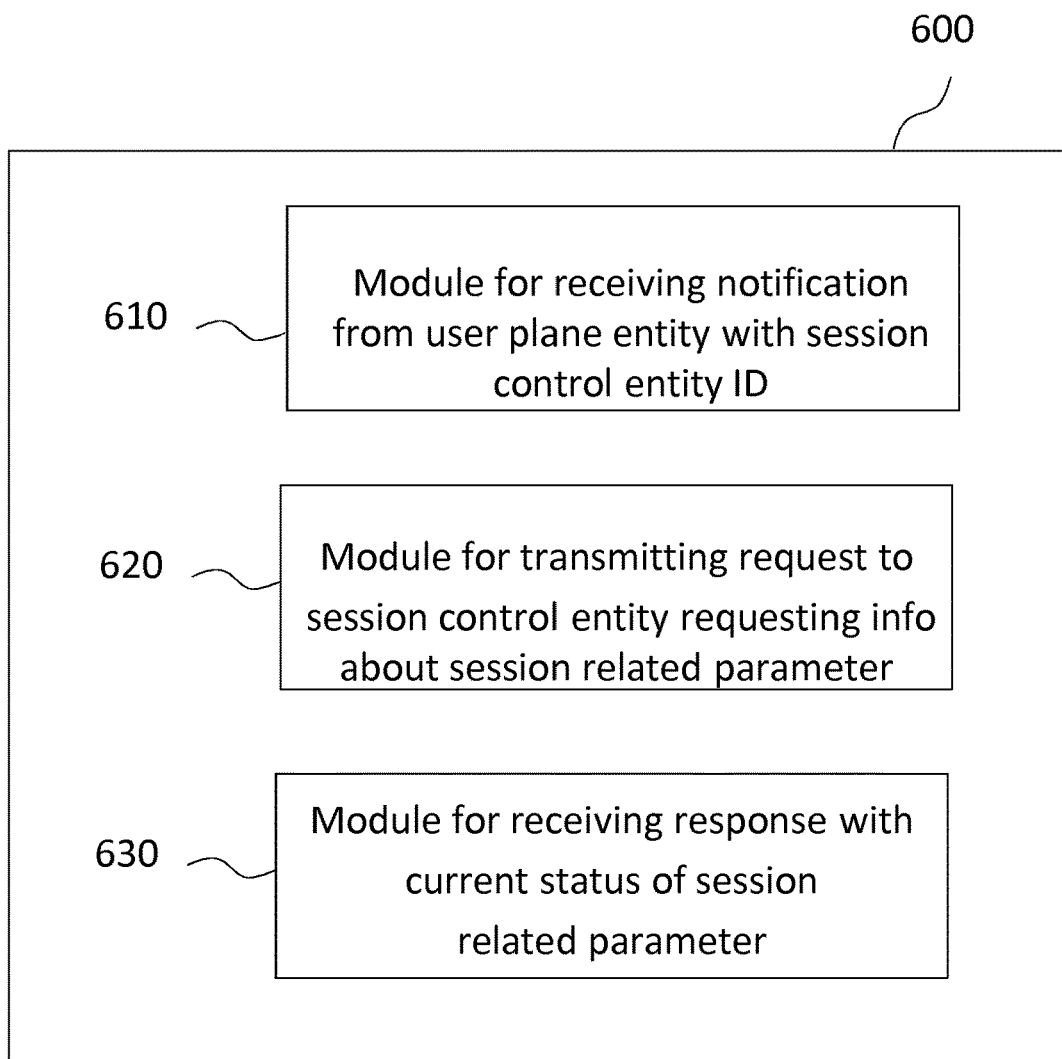 600
610
Module for receiving notification
from user plane entity with session
control entity ID
620
Module for transmitting request to
session control entity requesting info
about session related parameter
630
Module for receiving response with
current status of session
related parameter